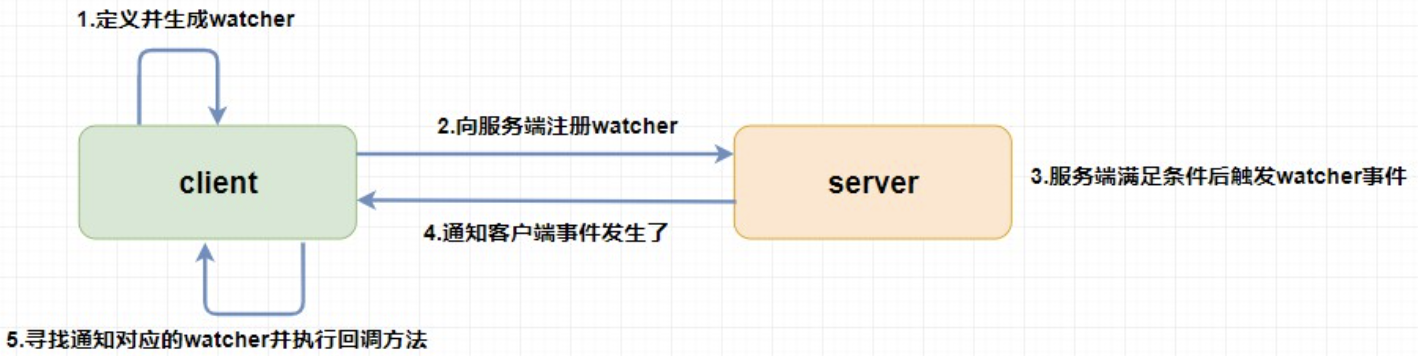 1.定义并生成watcher
2.向服务端注册watcher
client
server
3.服务端满足条件后触发watcher事件
4.通知客户端事件发生了
5.寻找通知对应的watcher并执行回调方法